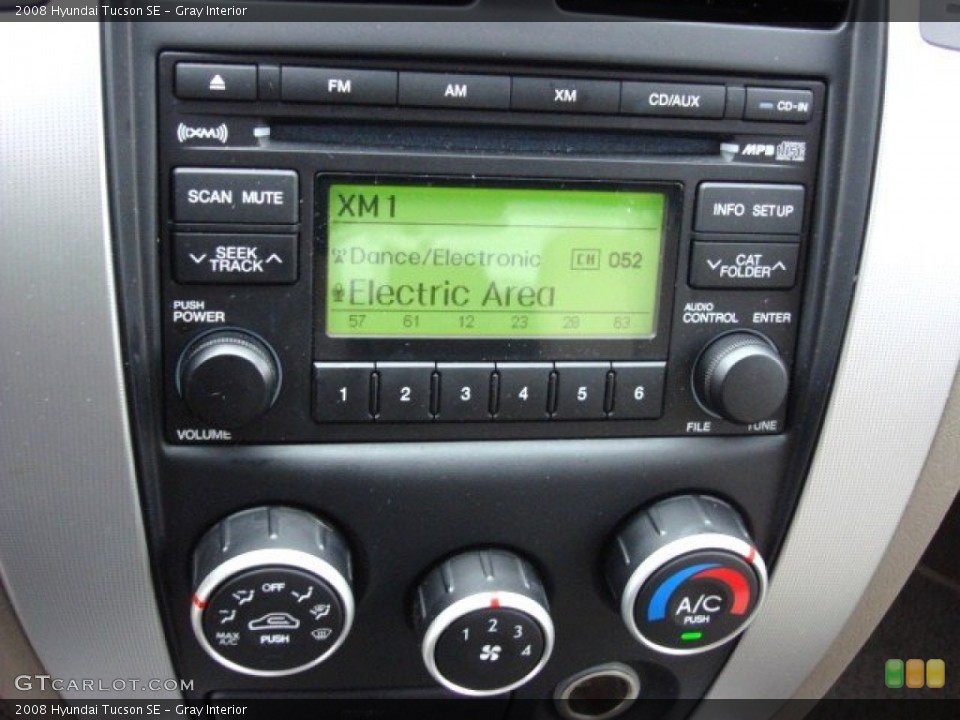 2008 Hyundai Tucson SE - Gray Interior
FM AM XM CD/AUX CD-IN
((XM)) MP3
SCAN MUTE
XM1
INFO SETUP
SEEK
TRACK
Dance/Electronic CH 052
CAT
FOLDER
Electric Area
57 61 12 23 28 63
PUSH
POWER
AUDIO
CONTROL ENTER
1 2 3 4 5 6
VOLUME
FILE TUNE
OFF
MAX
A/C
PUSH
1 2 3 4
A/C
PUSH
GTCARLOT.COM
2008 Hyundai Tucson SE - Gray Interior